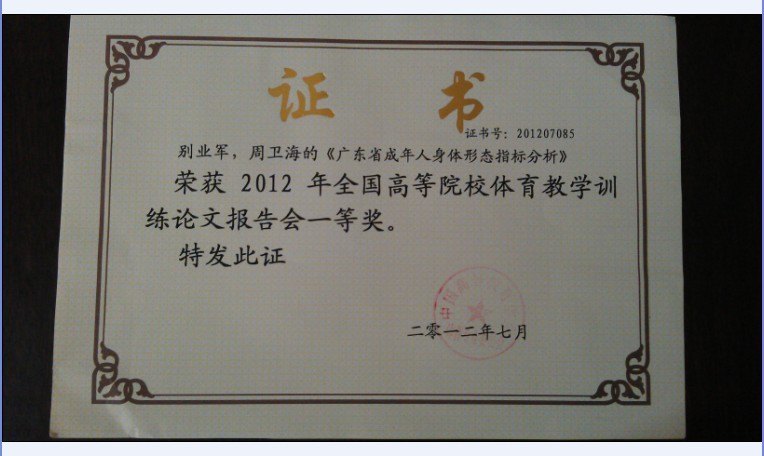 证 书
证书号：201207085
别业军，周卫海的《广东省成年人身体形态指标分析》
荣获 2012 年全国高等院校体育教学训
练论文报告会一等奖。
特发此证
二零一二年七月